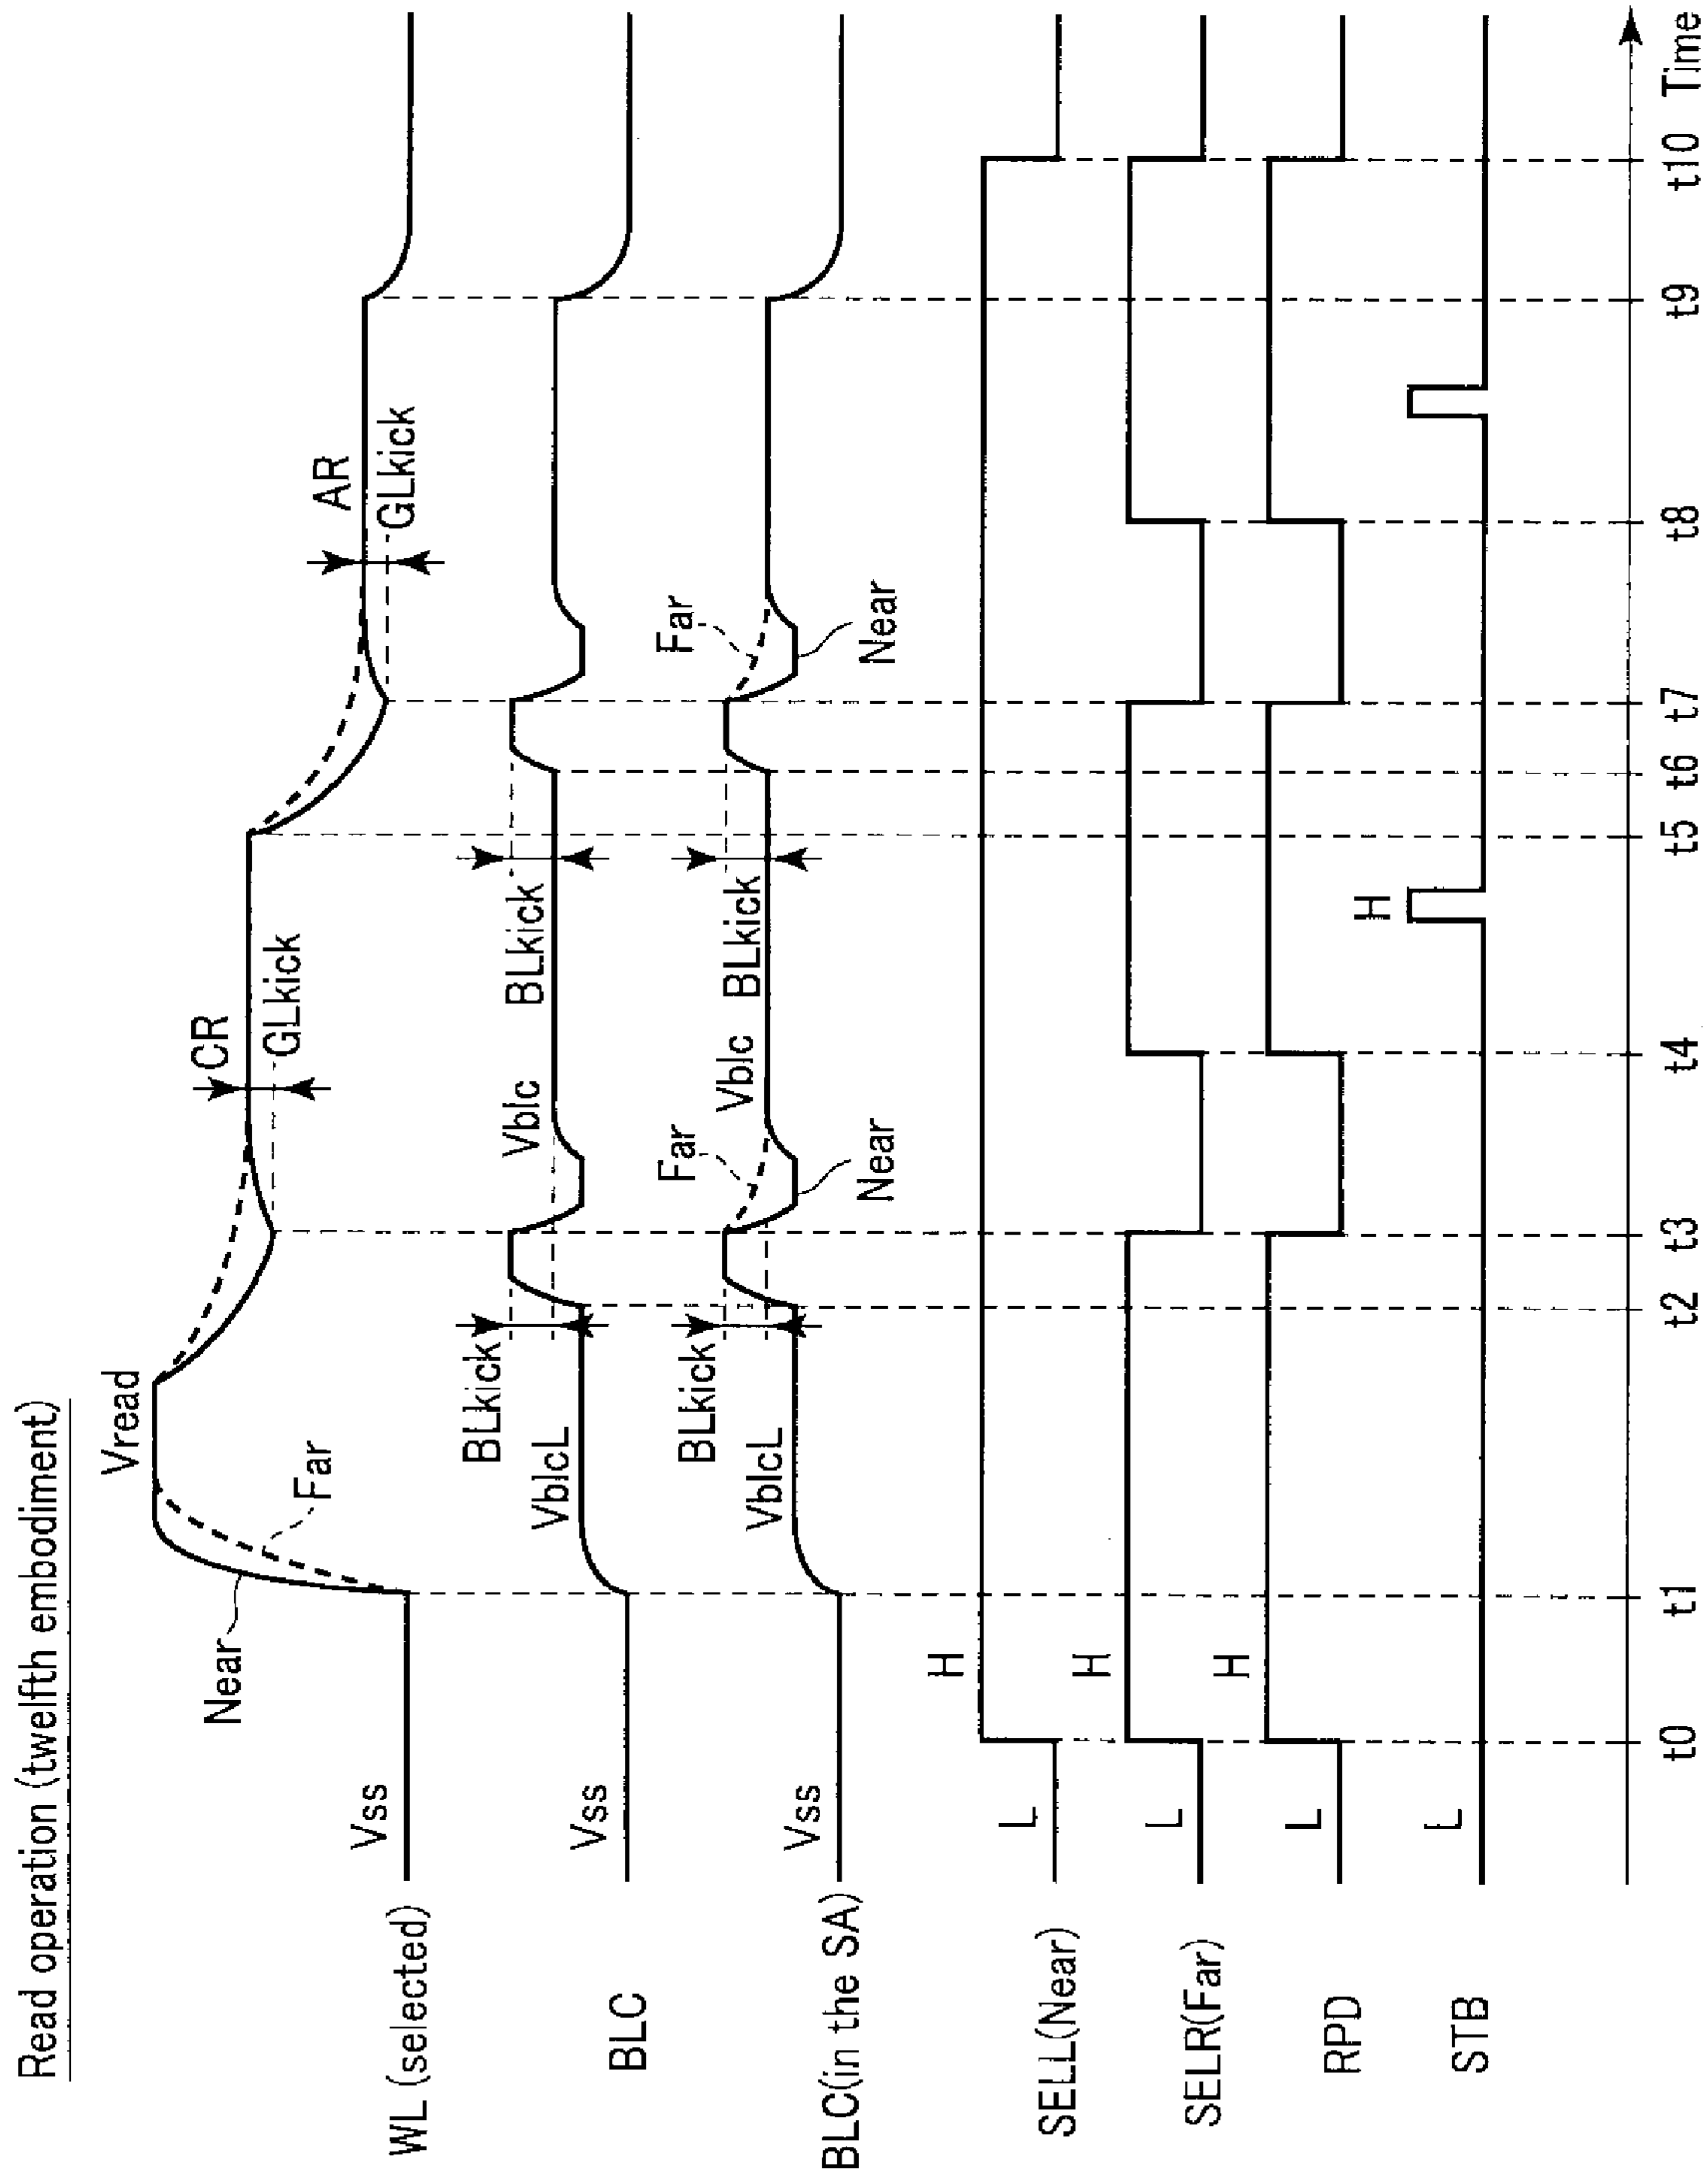 Read operation (twelfth embodiment)
WL (selected)
Vss
Near
Far
Vread
CR
GLkick
AR
GLkick
BLC
Vss
VblcL
BLkick
Vblc
BLkick
BLC(in the SA)
Vss
VblcL
BLkick
Far
Near
Vblc
BLkick
Far
Near
SELL(Near)
L
H
SELR(Far)
L
H
RPD
L
H
STB
L
H
t0 t1 t2 t3 t4 t5 t6 t7 t8 t9 t10 Time